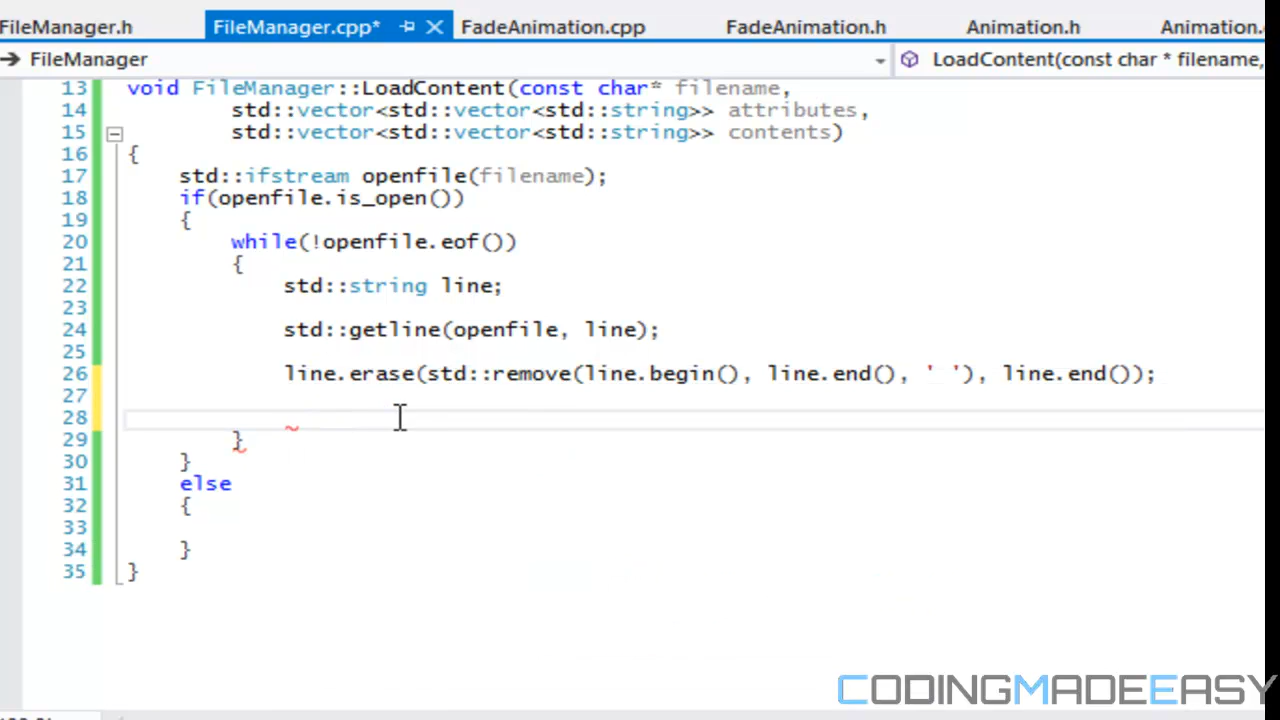 FileManager.h FileManager.cpp* FadeAnimation.cpp FadeAnimation.h Animation.h Animation.
FileManager LoadContent(const char * filename,
13 void FileManager::LoadContent(const char* filename,
14 std::vector<std::vector<std::string>> attributes,
15 std::vector<std::vector<std::string>> contents)
16 {
17 std::ifstream openfile(filename);
18 if(openfile.is_open())
19 {
20 while(!openfile.eof())
21 {
22 std::string line;
23
24 std::getline(openfile, line);
25
26 line.erase(std::remove(line.begin(), line.end(), ' '), line.end());
27
28
29 }
30 }
31 else
32 {
33
34 }
35 }
CODINGMADEEASY